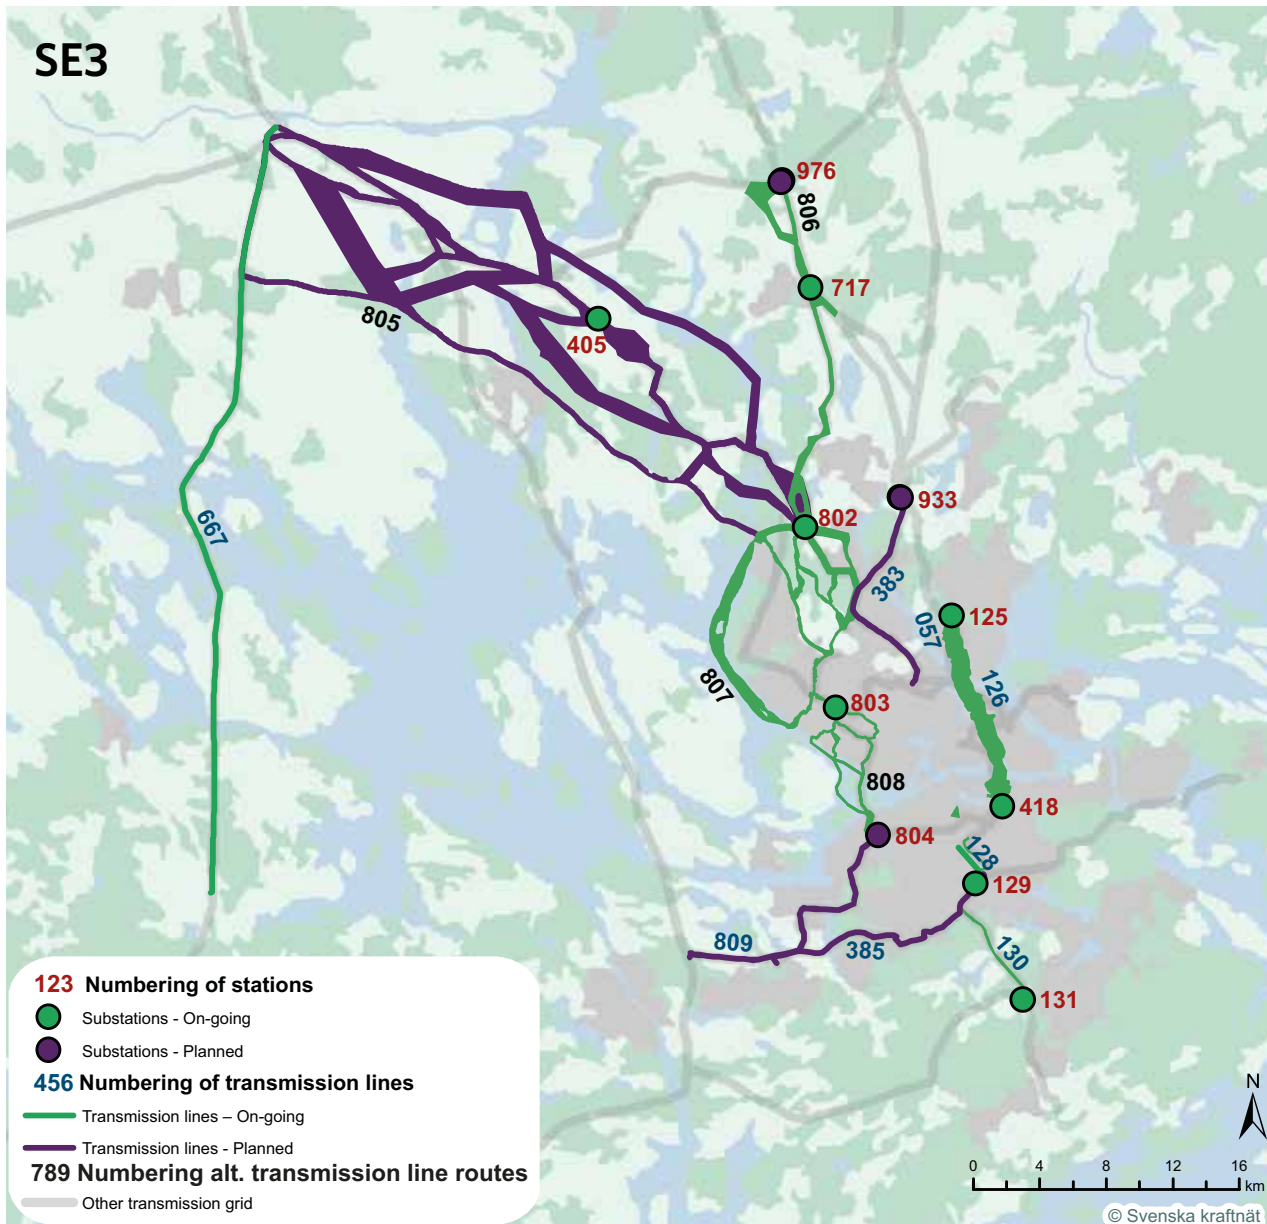 SE3
976
806
717
805
405
802
933
667
383
125
057
126
807
803
808
418
804
128
129
809
385
130
131
123 Numbering of stations
Substations - On-going
Substations - Planned
456 Numbering of transmission lines
Transmission lines – On-going
Transmission lines - Planned
789 Numbering alt. transmission line routes
Other transmission grid
N
0 4 8 12 16
km
© Svenska kraftnät